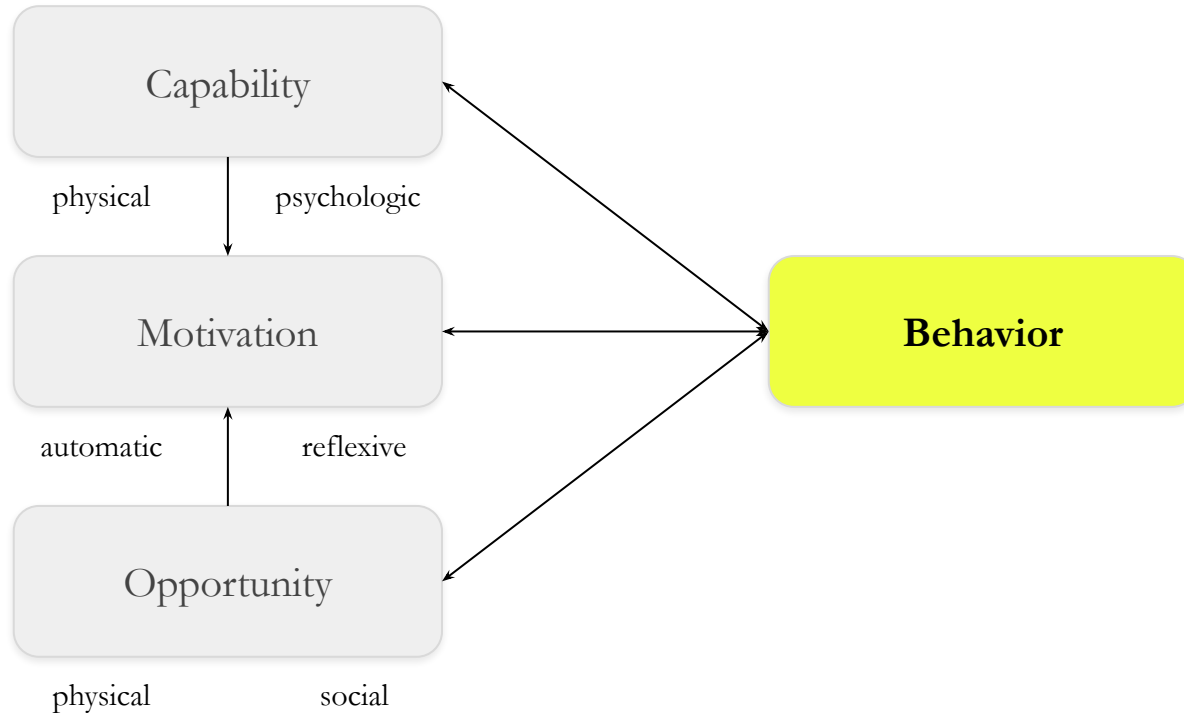 Capability
physical psychologic
Motivation
Behavior
automatic reflexive
Opportunity
physical social